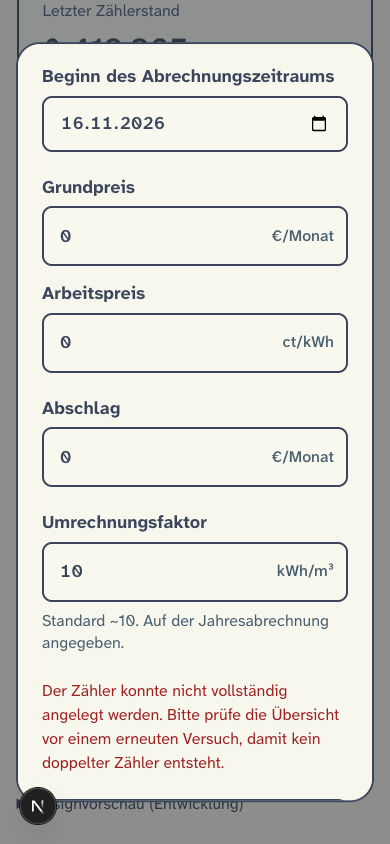 Letzter Zählerstand
Beginn des Abrechnungszeitraums
16.11.2026
Grundpreis
0 €/Monat
Arbeitspreis
0 ct/kWh
Abschlag
0 €/Monat
Umrechnungsfaktor
10 kWh/m³
Standard ~10. Auf der Jahresabrechnung
angegeben.
Der Zähler konnte nicht vollständig
angelegt werden. Bitte prüfe die Übersicht
vor einem erneuten Versuch, damit kein
doppelter Zähler entsteht.
N
(Entwicklung)